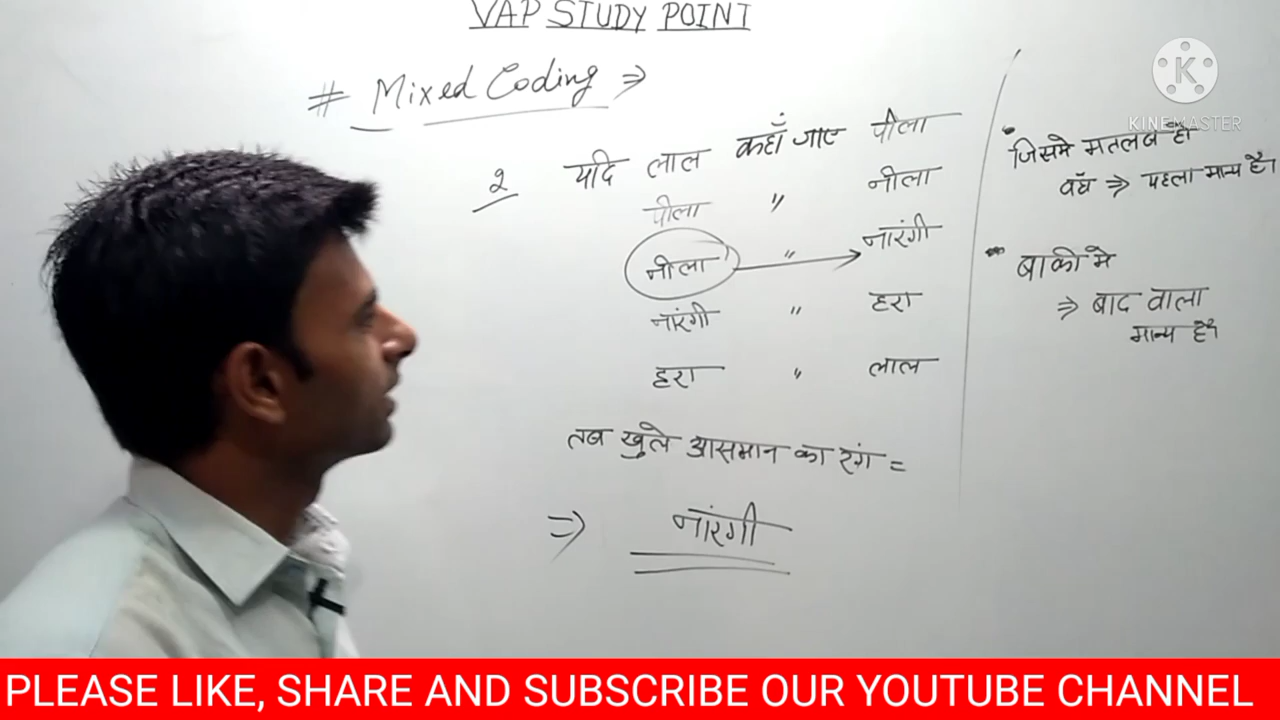 VAP STUDY POINT
# Mixed Coding ⇒
2 यदि लाल कहाँ जाए पीला
पीला " नीला
नीला " नारंगी
नारंगी " हरा
हरा " लाल
तब खुले आसमान का रंग =
⇒ नारंगी
• जिसमे मतलब हो
वहाँ ⇒ पहला मान्य है।
• बाकी मे
⇒ बाद वाला
मान्य है
KINEMASTER
PLEASE LIKE, SHARE AND SUBSCRIBE OUR YOUTUBE CHANNEL